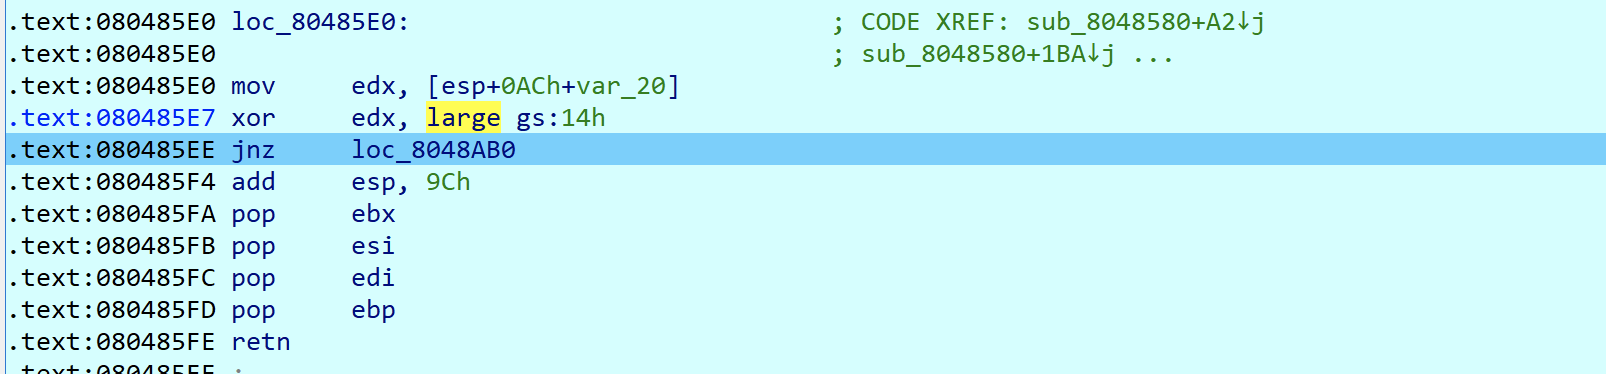 .text:080485E0 loc_80485E0: ; CODE XREF: sub_8048580+A2↓j
.text:080485E0 ; sub_8048580+1BA↓j ...
.text:080485E0 mov edx, [esp+0ACh+var_20]
.text:080485E7 xor edx, large gs:14h
.text:080485EE jnz loc_8048AB0
.text:080485F4 add esp, 9Ch
.text:080485FA pop ebx
.text:080485FB pop esi
.text:080485FC pop edi
.text:080485FD pop ebp
.text:080485FE retn